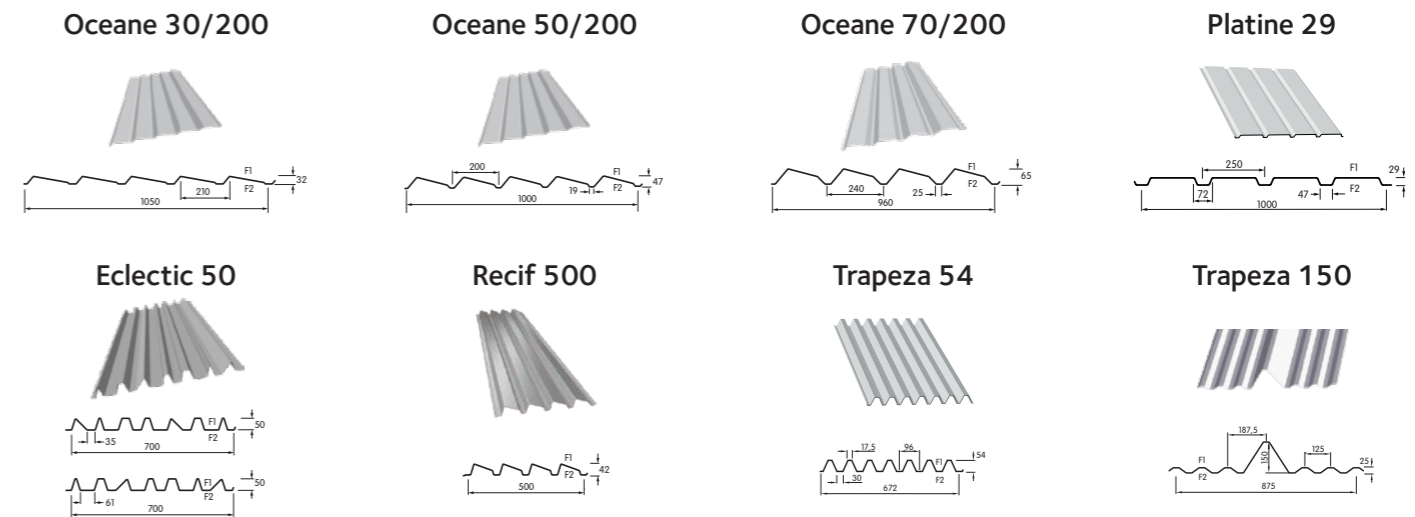 Oceane 30/200
F1
F2
32
210
1050
Oceane 50/200
200
F1
F2
47
19
1000
Oceane 70/200
F1
F2
65
240
25
960
Platine 29
250
F1
F2
29
72
47
1000
Eclectic 50
F1
F2
50
35
700
F1
F2
50
61
700
Recif 500
F1
F2
42
500
Trapeza 54
17,5
96
F1
F2
54
30
672
Trapeza 150
187,5
150
125
F1
F2
25
875